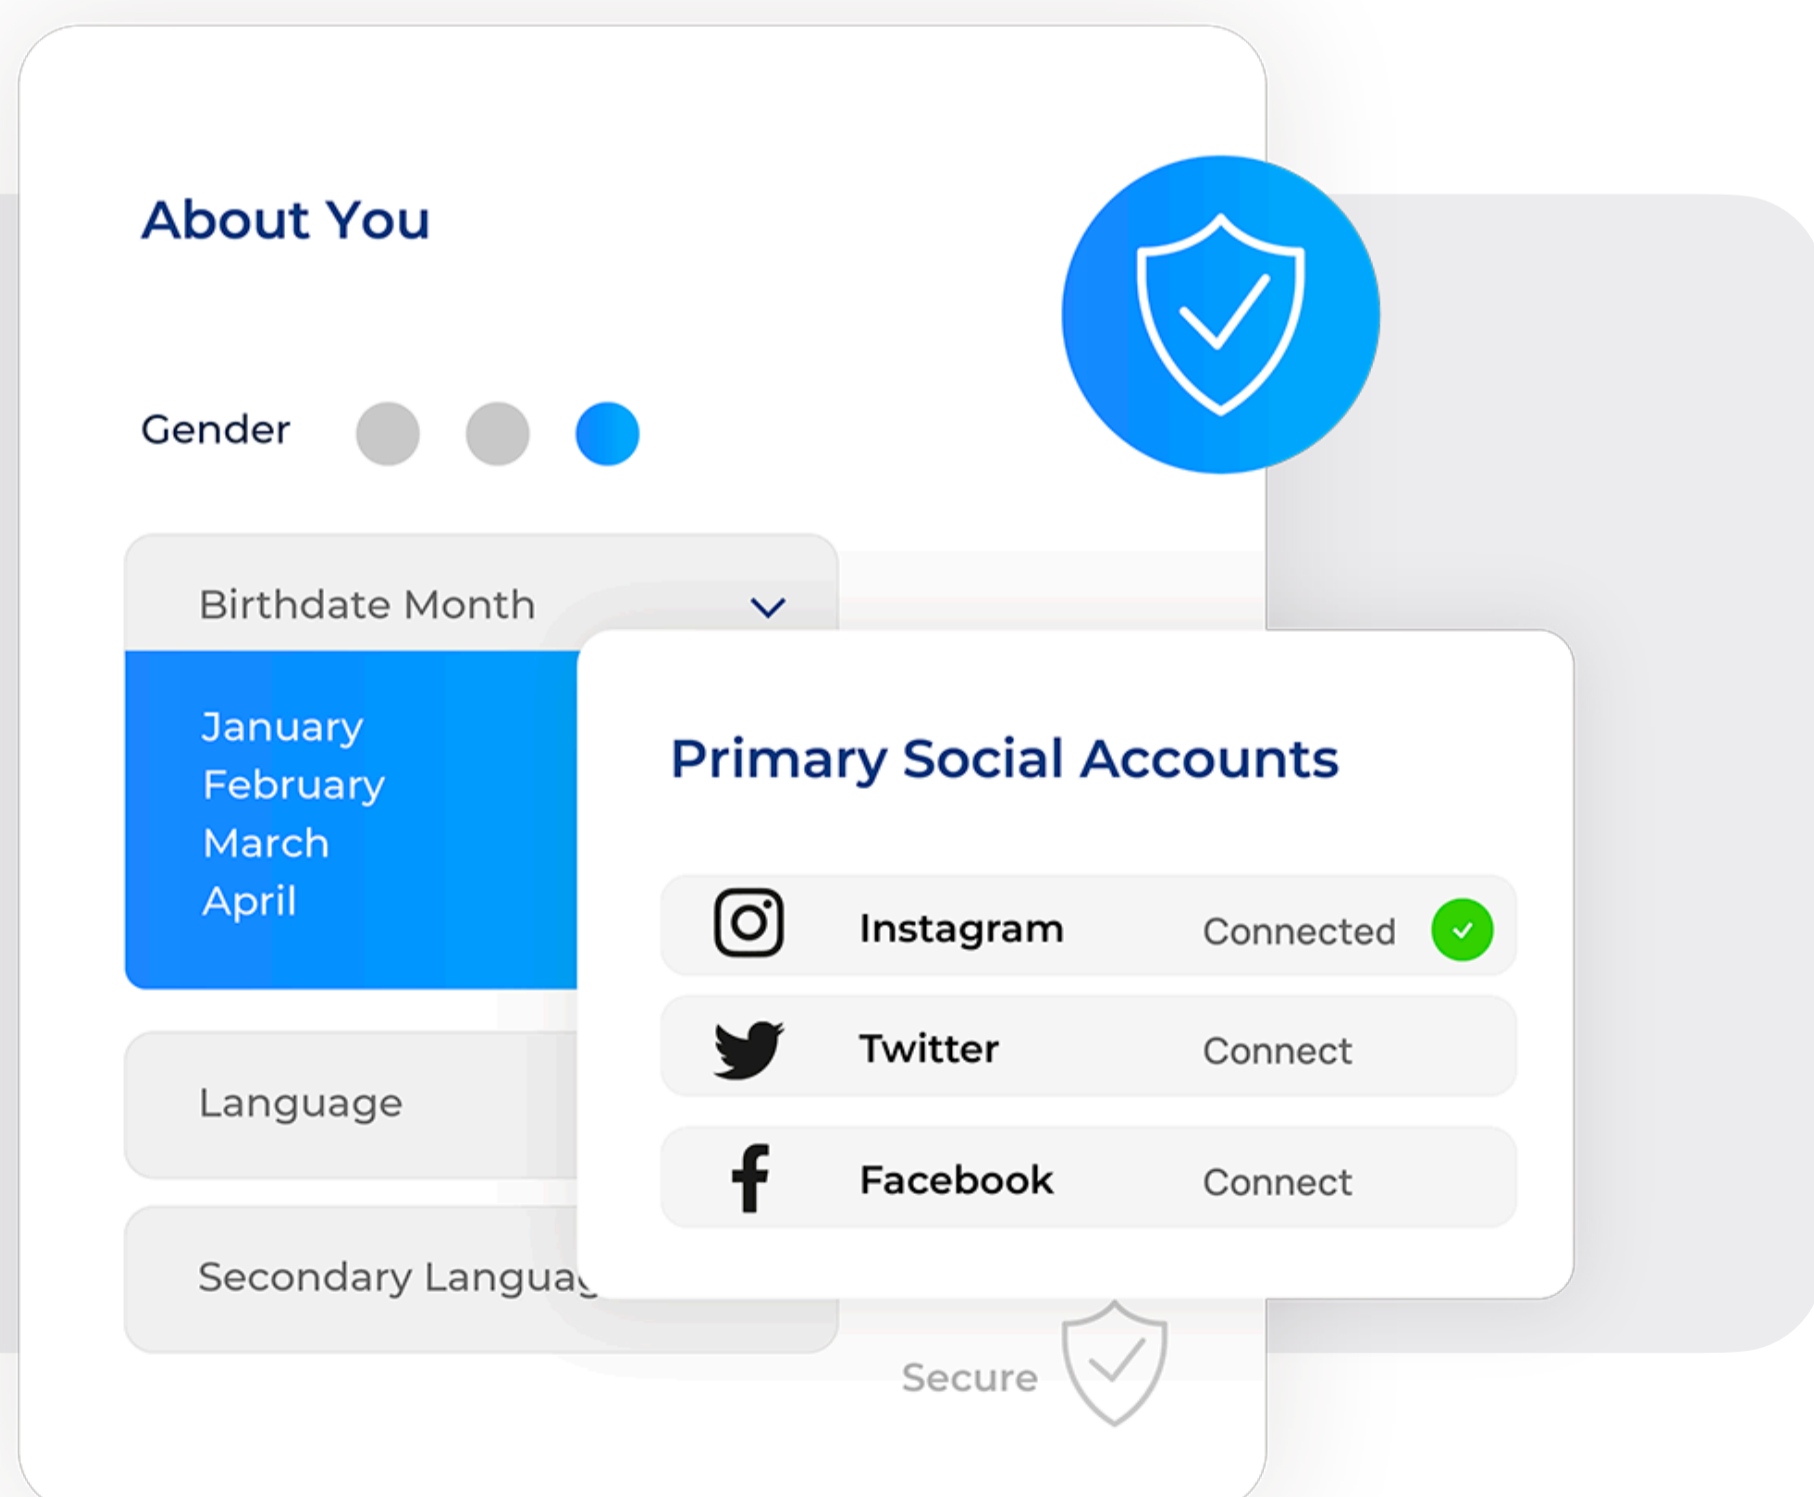 About You
Gender
Birthdate Month
January
February
March
April
Language
Secondary
Primary Social Accounts
Instagram Connected
Twitter Connect
Facebook Connect
Secure